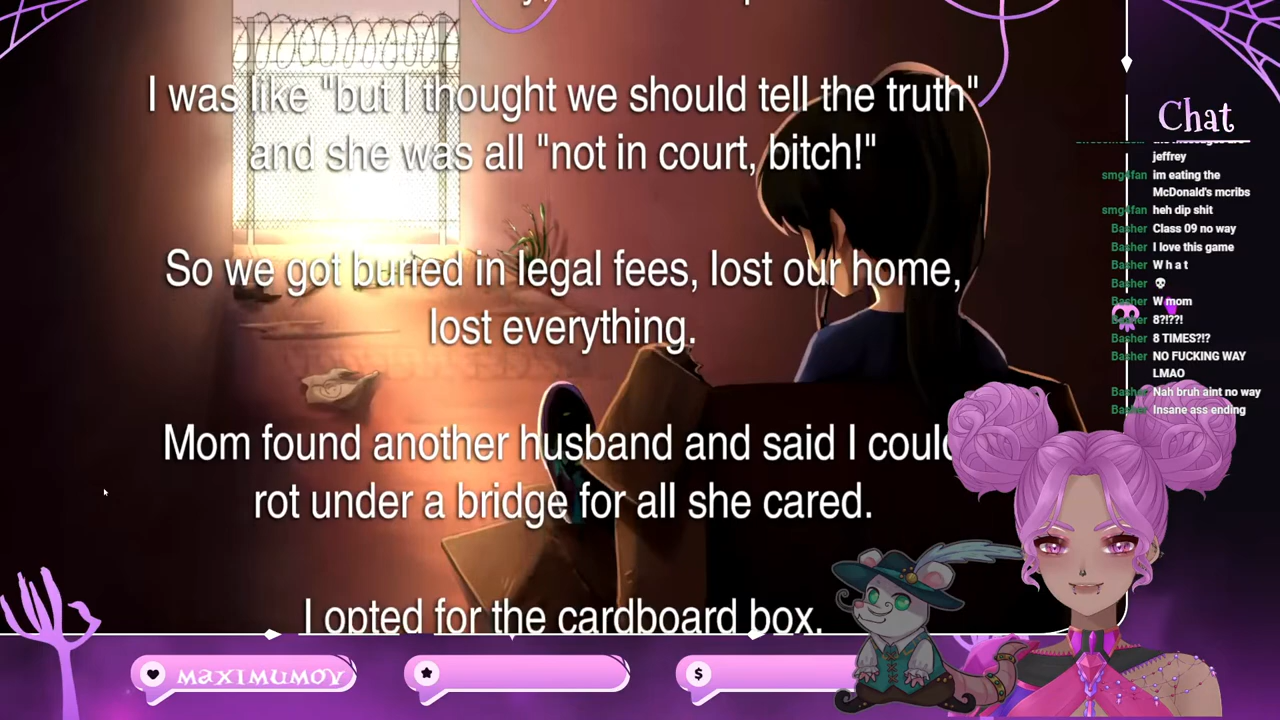 I was like "but I thought we should tell the truth"
and she was all "not in court, bitch!"
So we got buried in legal fees, lost our home,
lost everything.
Mom found another husband and said I could
rot under a bridge for all she cared.
I opted for the cardboard box.
Chat
jeffrey
smg4fan im eating the
McDonald's mcribs
smg4fan heh dip shit
Basher Class 09 no way
Basher I love this game
Basher W h a t
Basher 💀
Basher W mom
Basher 8?!??!
Basher 8 TIMES?!?
Basher NO FUCKING WAY
LMAO
Basher Nah bruh aint no way
Basher Insane ass ending
MAXIMUMOV
$